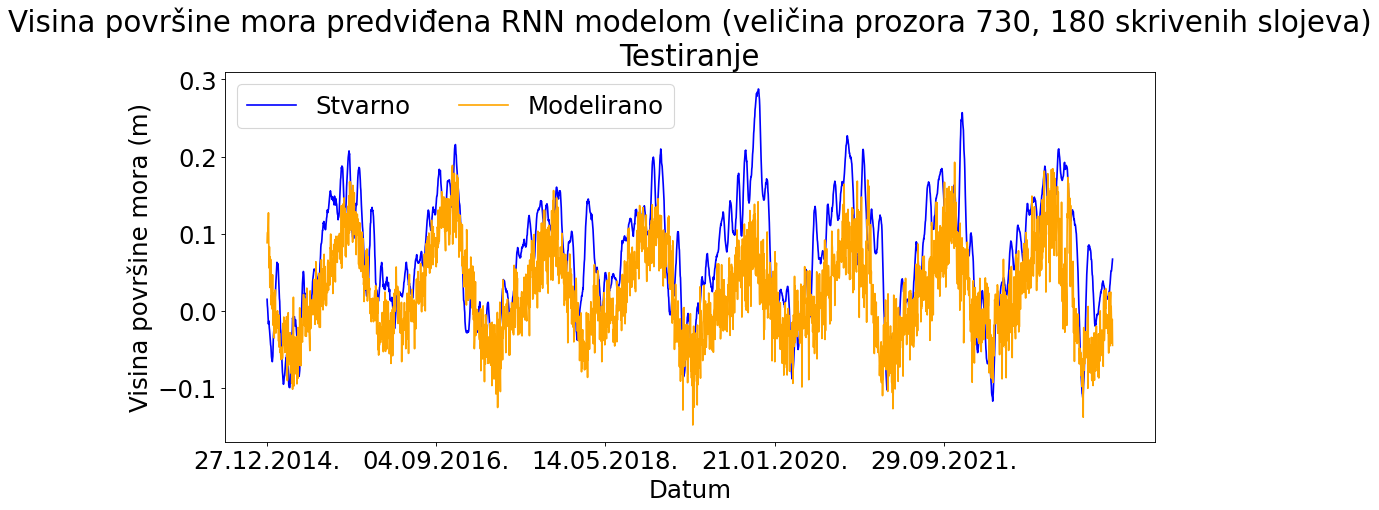 Visina površine mora predviđena RNN modelom (veličina prozora 730, 180 skrivenih slojeva)
Testiranje
Stvarno Modelirano
Visina površine mora (m)
0.3
0.2
0.1
0.0
−0.1
27.12.2014. 04.09.2016. 14.05.2018. 21.01.2020. 29.09.2021.
Datum